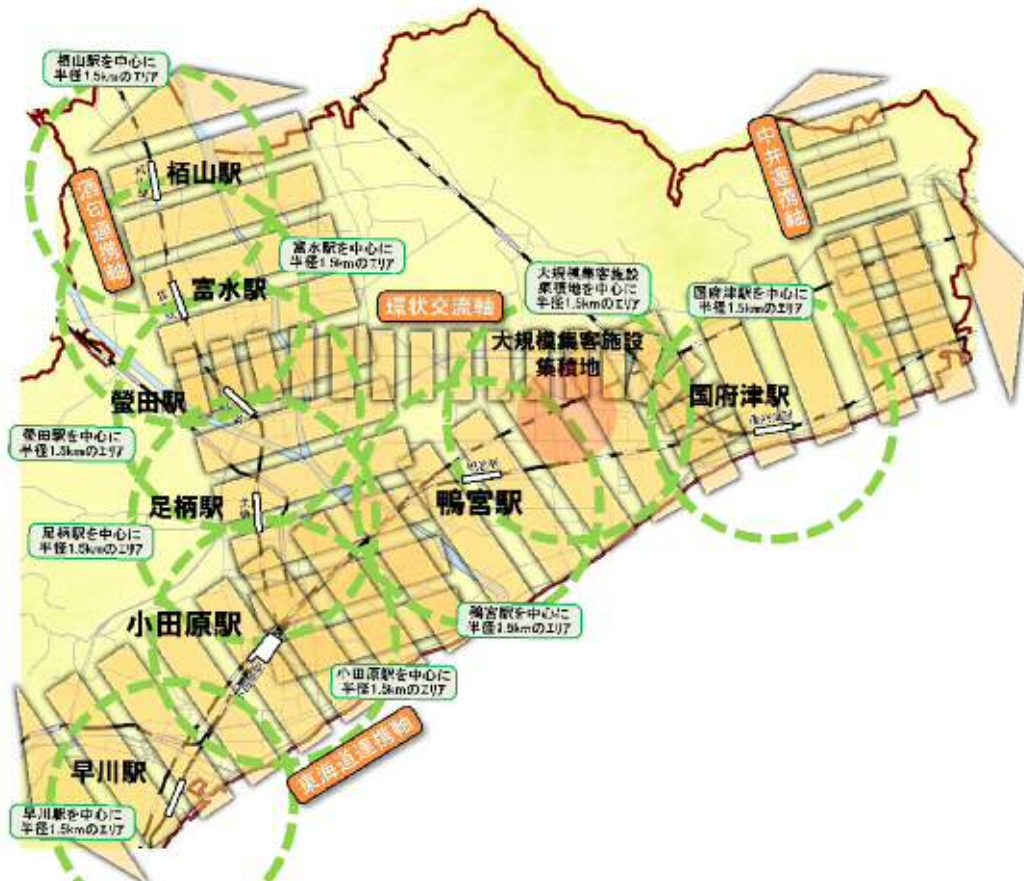 栢山駅を中心に
半径1.5kmのエリア
栢山駅
酒匂連携軸
中井連携軸
富水駅を中心に
半径1.5kmのエリア
富水駅
環状交流軸
大規模集客施設
集積地を中心に
半径1.5kmのエリア
国府津駅を中心に
半径1.5kmのエリア
大規模集客施設
集積地
国府津駅
螢田駅
螢田駅を中心に
半径1.5kmのエリア
足柄駅
足柄駅を中心に
半径1.5kmのエリア
鴨宮駅
鴨宮駅を中心に
半径1.5kmのエリア
小田原駅
小田原駅を中心に
半径1.5kmのエリア
東海道連携軸
早川駅
早川駅を中心に
半径1.5kmのエリア